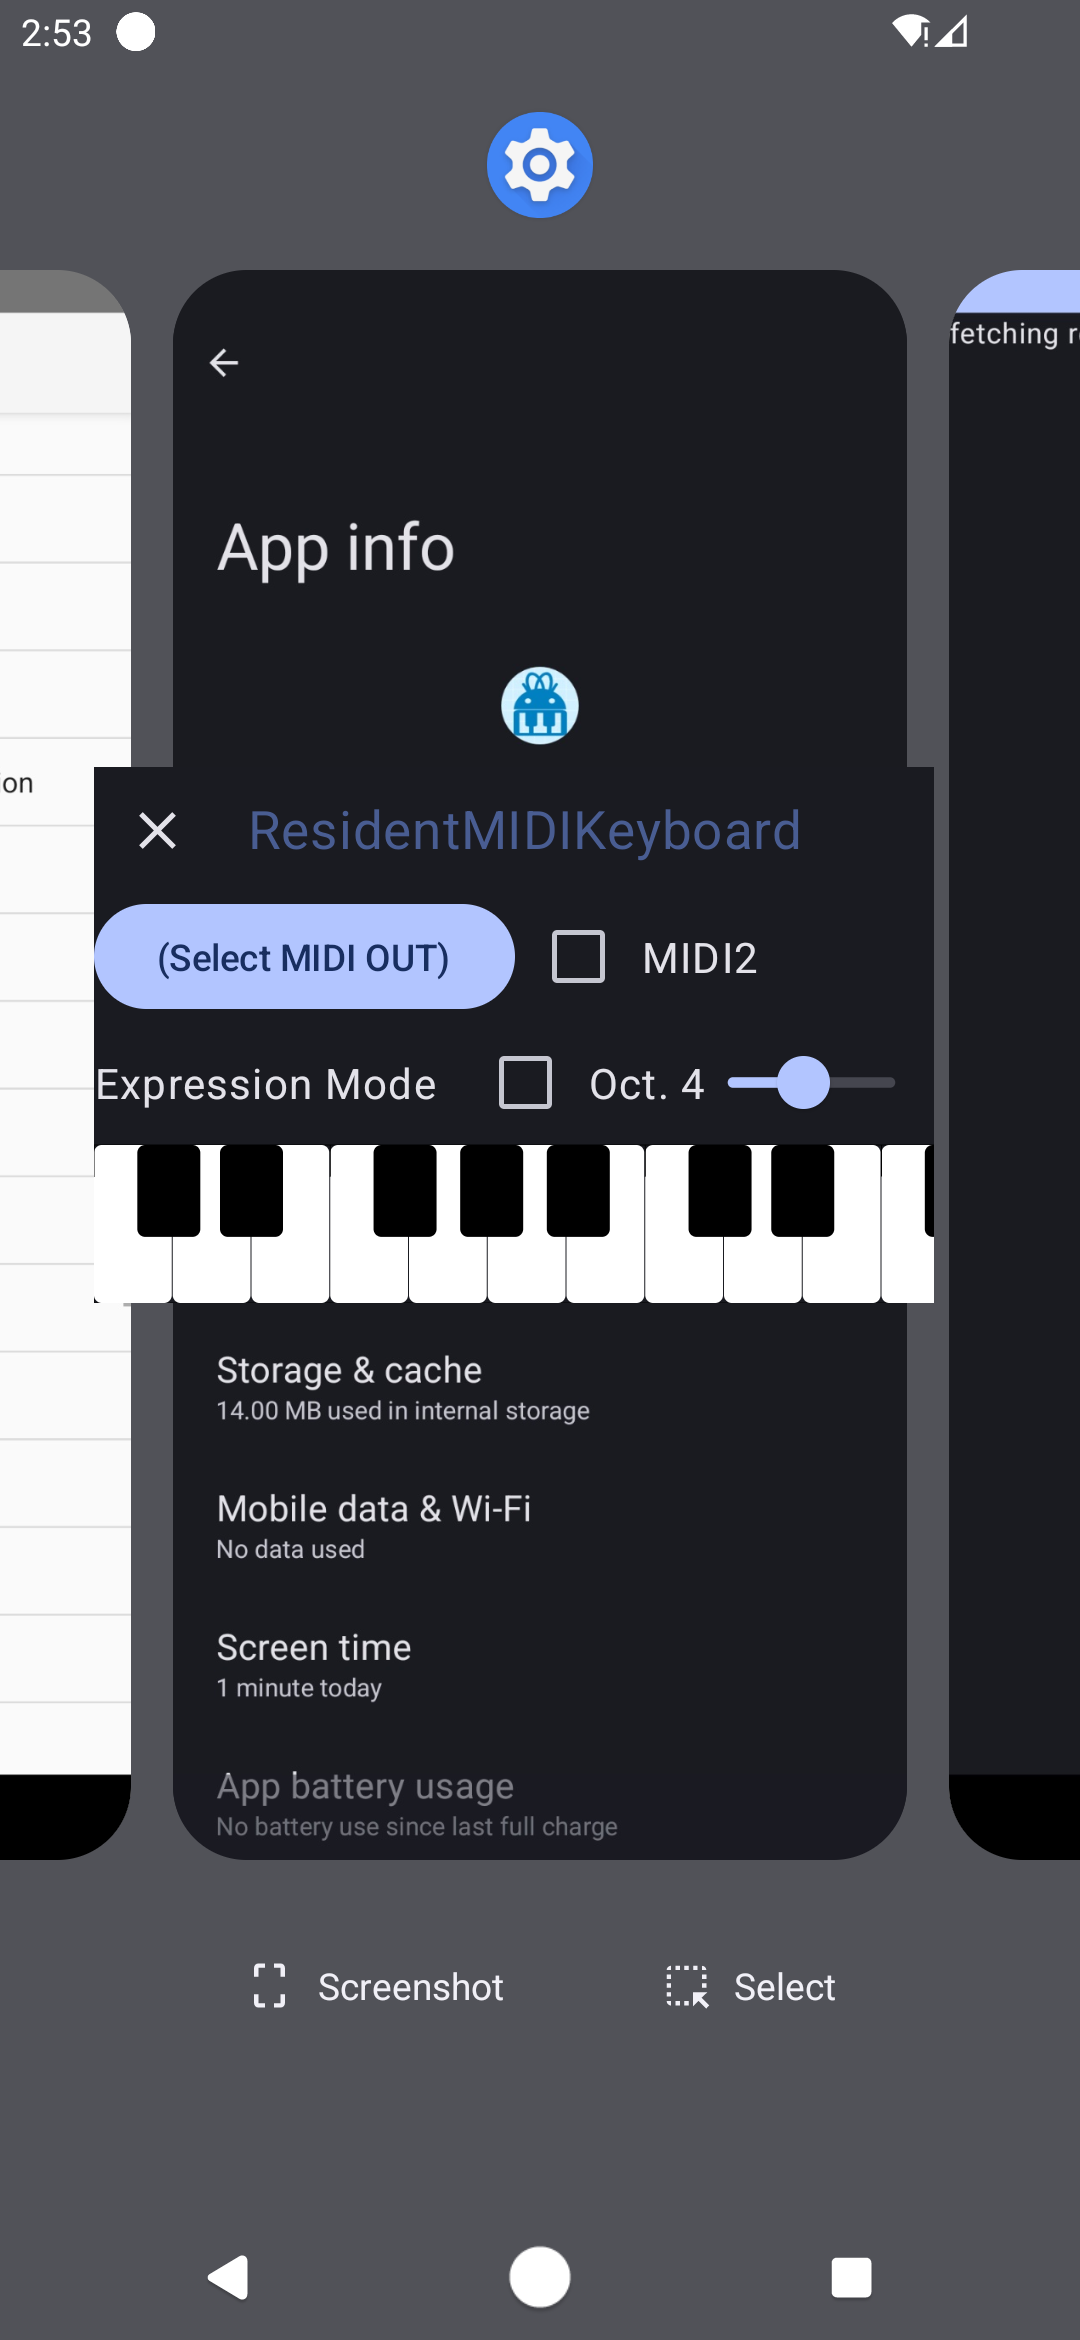 2:53
fetching
App info
ion
ResidentMIDIKeyboard
(Select MIDI OUT)
MIDI2
Expression Mode
Oct. 4
Storage & cache
14.00 MB used in internal storage
Mobile data & Wi-Fi
No data used
Screen time
1 minute today
App battery usage
No battery use since last full charge
Screenshot
Select